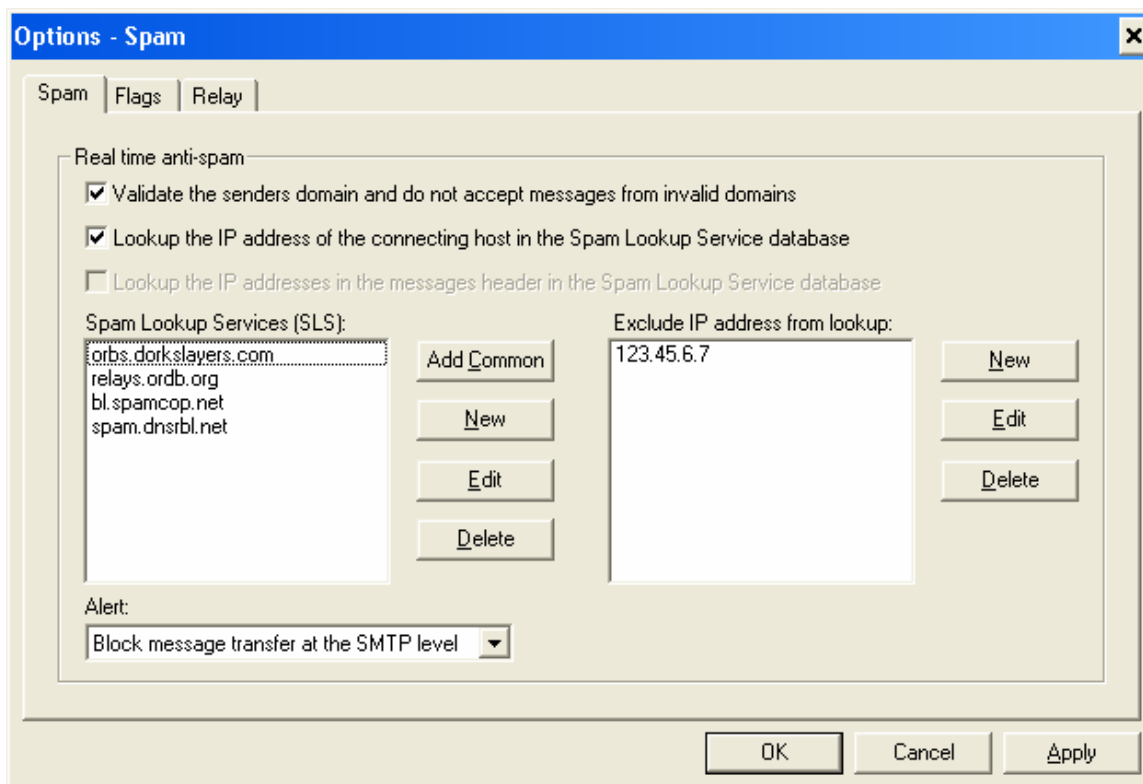 Options - Spam
Spam
Flags
Relay
Real time anti-spam
Validate the senders domain and do not accept messages from invalid domains
Lookup the IP address of the connecting host in the Spam Lookup Service database
Lookup the IP addresses in the messages header in the Spam Lookup Service database
Spam Lookup Services (SLS):
orbs.dorkslayers.com
relays.ordb.org
bl.spamcop.net
spam.dnsrbl.net
Add Common
New
Edit
Delete
Exclude IP address from lookup:
123.45.6.7
New
Edit
Delete
Alert:
Block message transfer at the SMTP level
OK
Cancel
Apply